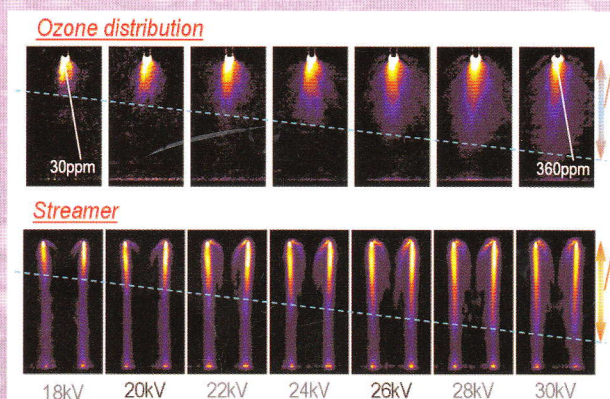 Ozone distribution
30ppm
360ppm
Streamer
18kV 20kV 22kV 24kV 26kV 28kV 30kV